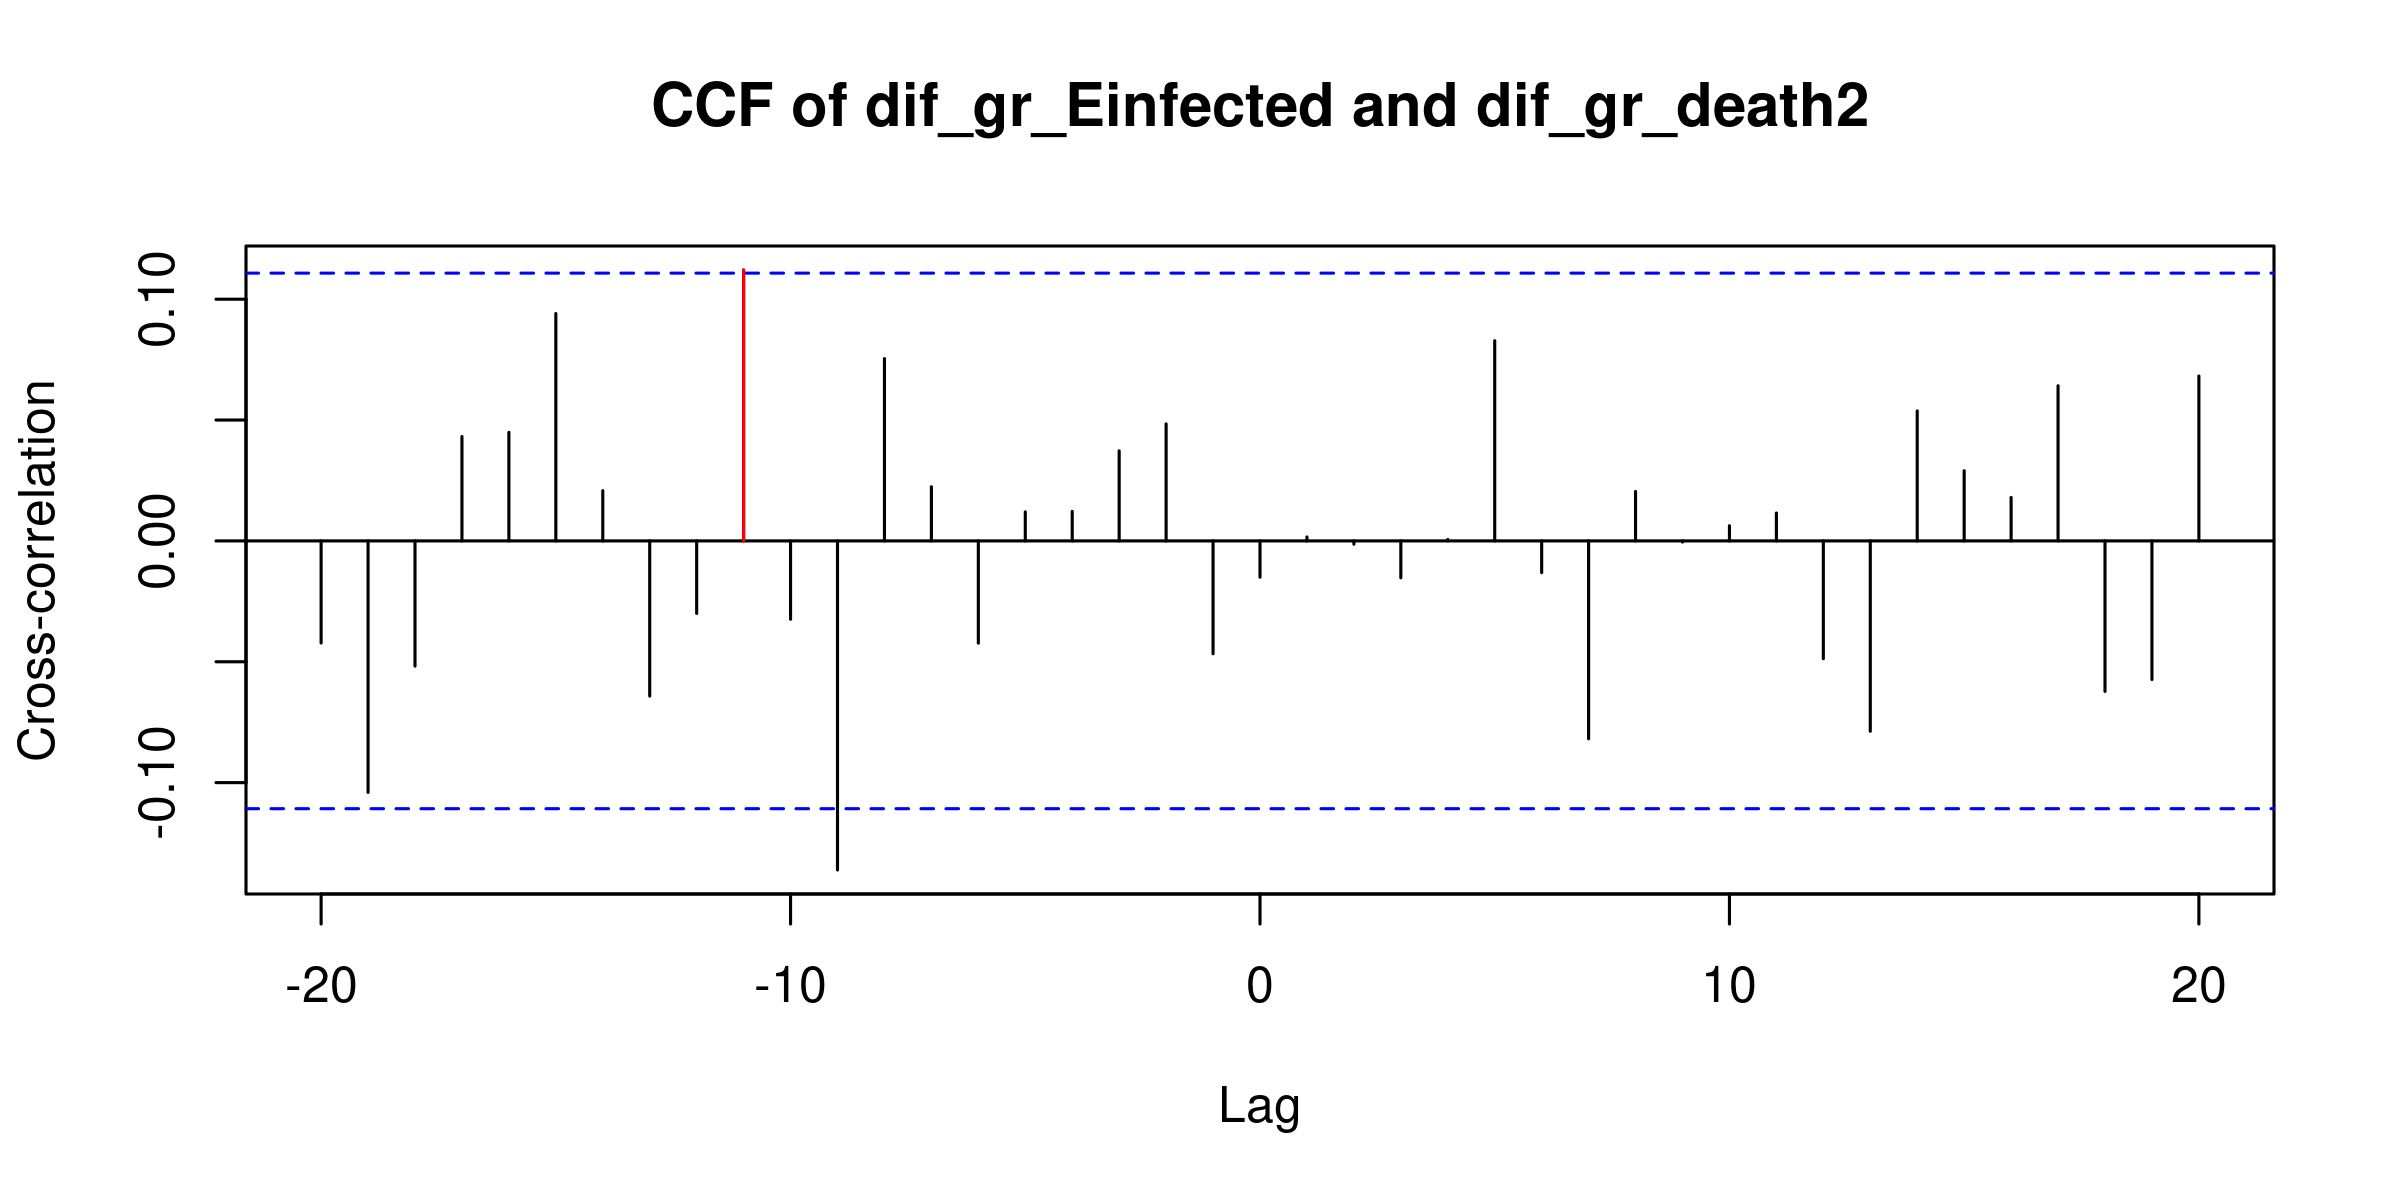 CCF of dif_gr_Einfected and dif_gr_death2
Cross-correlation
0.10
0.00
-0.10
-20 -10 0 10 20
Lag